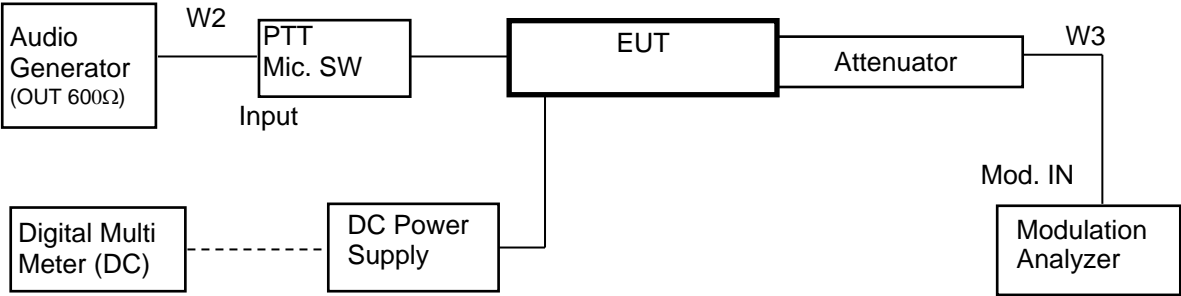 W2
Audio
Generator
(OUT 600Ω)
PTT
Mic. SW
Input
EUT
Attenuator
W3
Mod. IN
Digital Multi
Meter (DC)
DC Power
Supply
Modulation
Analyzer